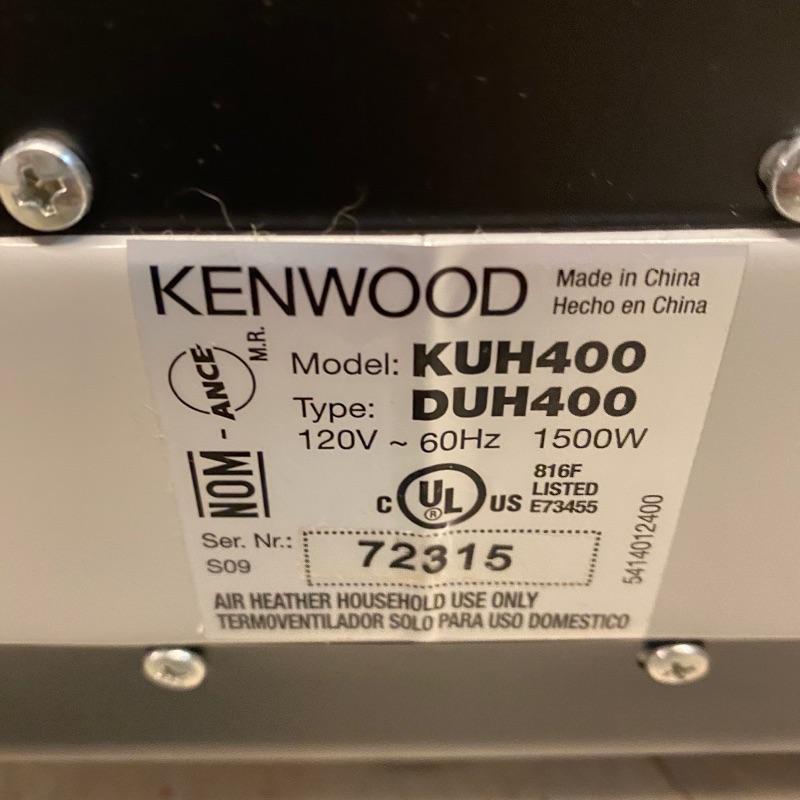 KENWOOD
Made in China
Hecho en China
M.R.
ANCE
NOM
Model: KUH400
Type: DUH400
120V ~ 60Hz 1500W
C UL® US
816F
LISTED
E73455
Ser. Nr.: 72315
S09
5414012400
AIR HEATHER HOUSEHOLD USE ONLY
TERMOVENTILADOR SOLO PARA USO DOMESTICO